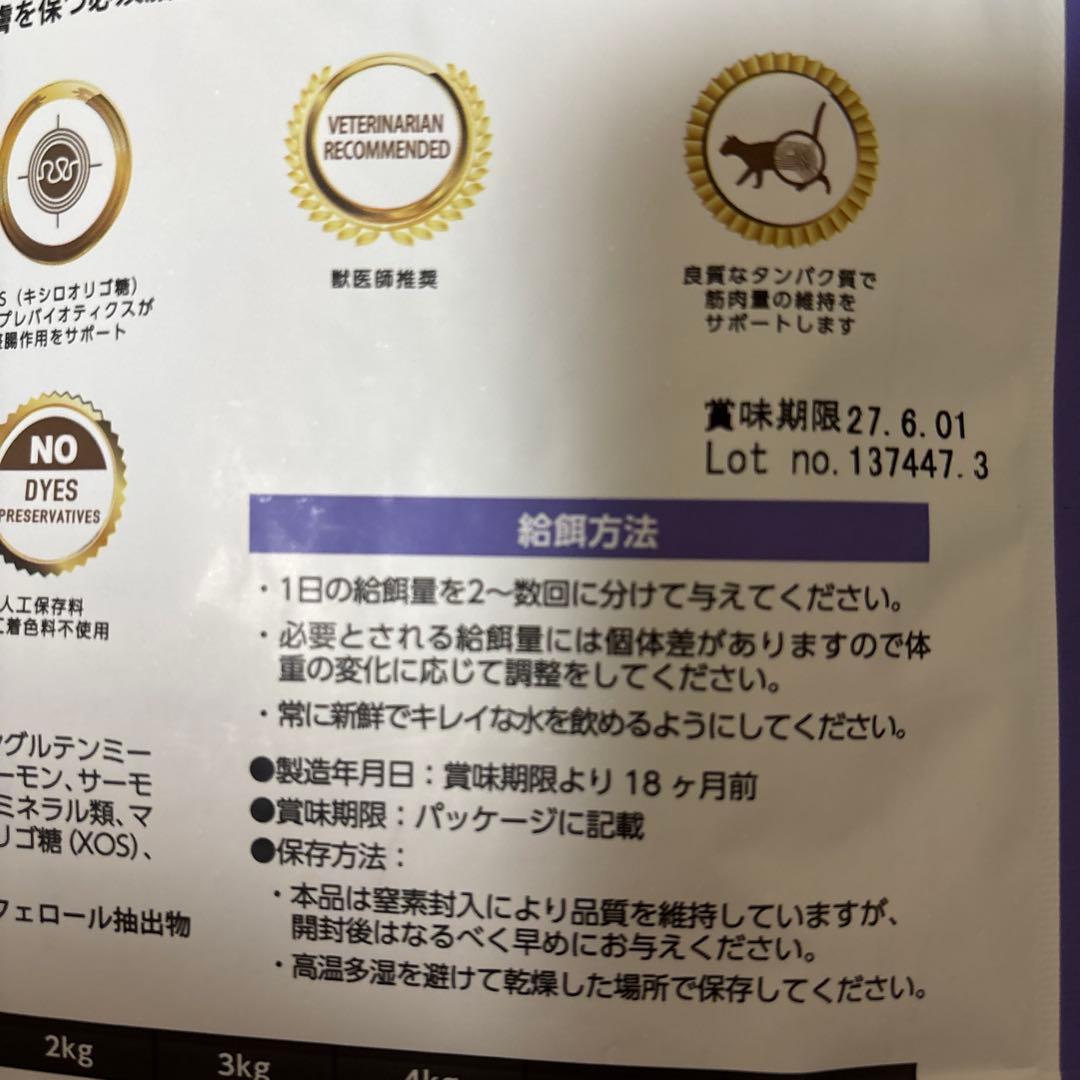 膚を保つ必須脂
VETERINARIAN
RECOMMENDED
獣医師推奨
良質なタンパク質で
筋肉量の維持を
サポートします
S（キシロオリゴ糖）
プレバイオティクスが
整腸作用をサポート
賞味期限27.6.01
Lot no.137447.3
NO
DYES
PRESERVATIVES
人工保存料
着色料不使用
給餌方法
・1日の給餌量を2〜数回に分けて与えてください。
・必要とされる給餌量には個体差がありますので体
重の変化に応じて調整をしてください。
・常に新鮮でキレイな水を飲めるようにしてください。
●製造年月日：賞味期限より 18 ヶ月前
●賞味期限：パッケージに記載
●保存方法：
・本品は窒素封入により品質を維持していますが、
開封後はなるべく早めにお与えください。
・高温多湿を避けて乾燥した場所で保存してください。
グルテンミー
ーモン、サーモ
ミネラル類、マ
リゴ糖（XOS）、
フェロール抽出物
2kg
3kg
4kg